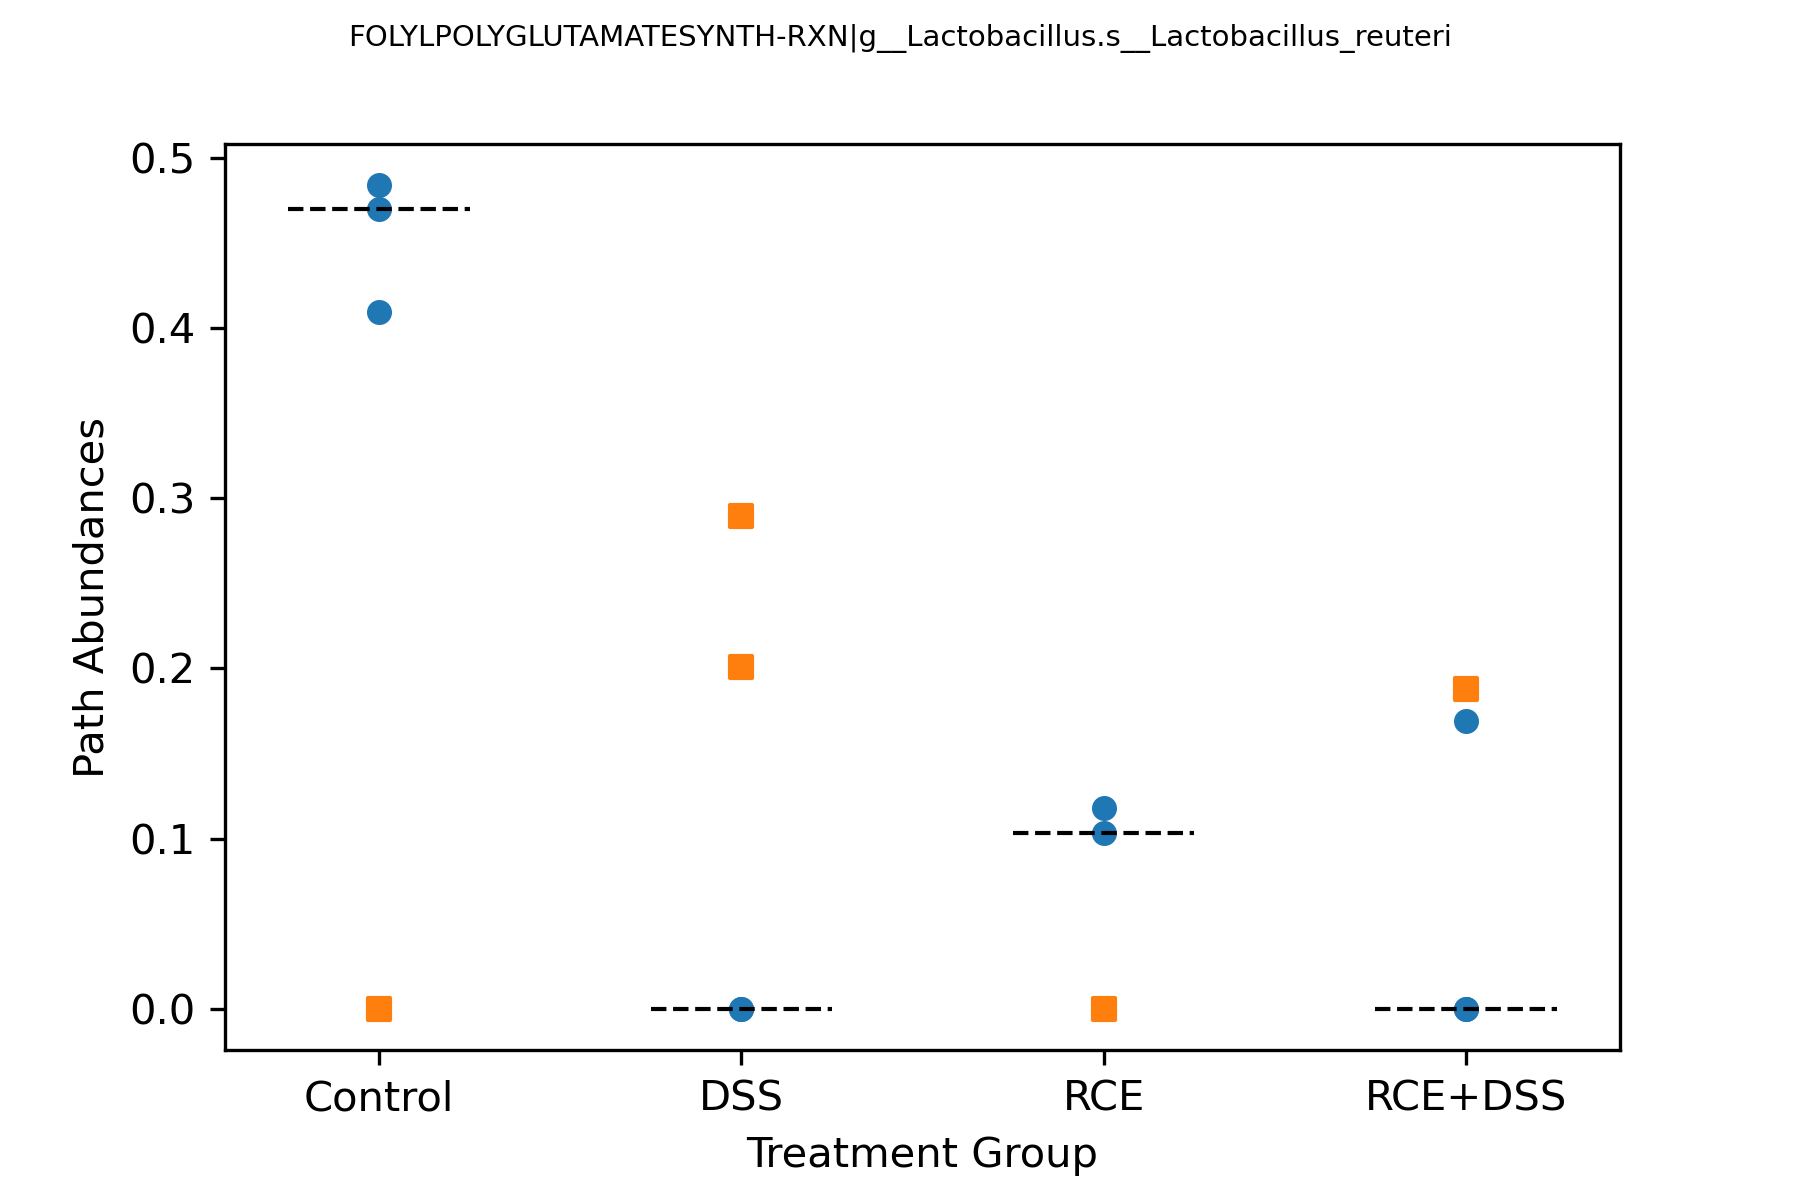 FOLYLPOLYGLUTAMATESYNTH-RXN|g__Lactobacillus.s__Lactobacillus_reuteri
0.5
0.4
0.3
0.2
0.1
0.0
Path Abundances
Control DSS RCE RCE+DSS
Treatment Group